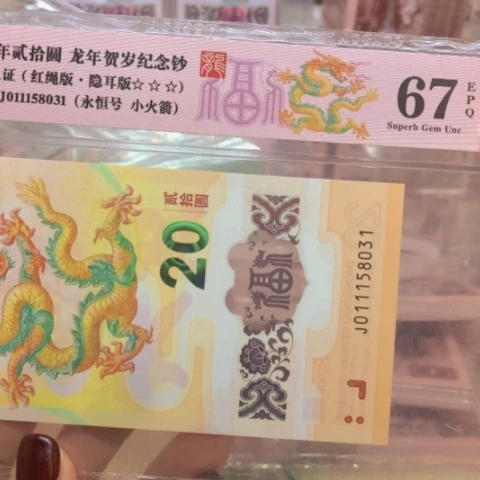 年贰拾圆 龙年贺岁纪念钞
证（红绳版·隐耳版☆☆☆）
J011158031（永恒号 小火箭）
龍
福
67
EPQ
Superb Gem Unc
贰拾圆
20
福
J011158031